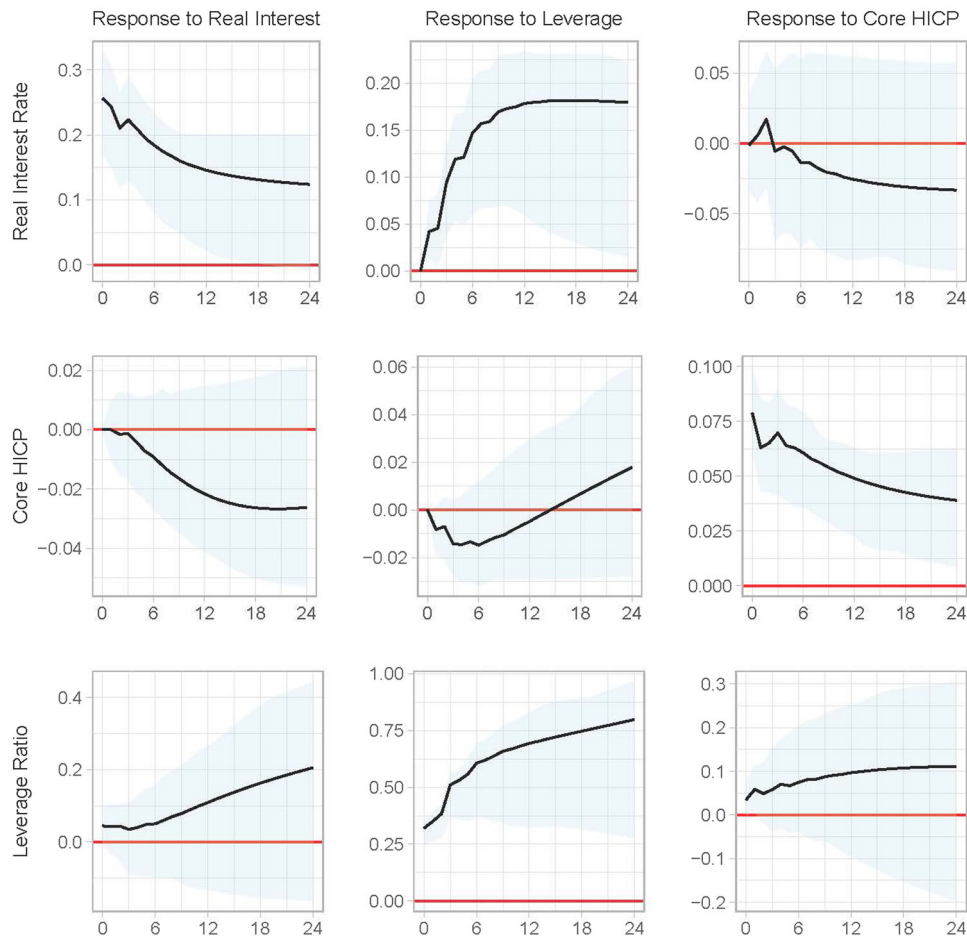 Response to Real Interest
Response to Leverage
Response to Core HICP
Real Interest Rate
0.3
0.2
0.1
0.0
0 6 12 18 24
0.20
0.15
0.10
0.05
0.00
0 6 12 18 24
0.05
0.00
−0.05
0 6 12 18 24
Core HICP
0.02
0.00
−0.02
−0.04
0 6 12 18 24
0.06
0.04
0.02
0.00
−0.02
0 6 12 18 24
0.100
0.075
0.050
0.025
0.000
0 6 12 18 24
Leverage Ratio
0.4
0.2
0.0
0 6 12 18 24
1.00
0.75
0.50
0.25
0.00
0 6 12 18 24
0.3
0.2
0.1
0.0
−0.1
−0.2
0 6 12 18 24